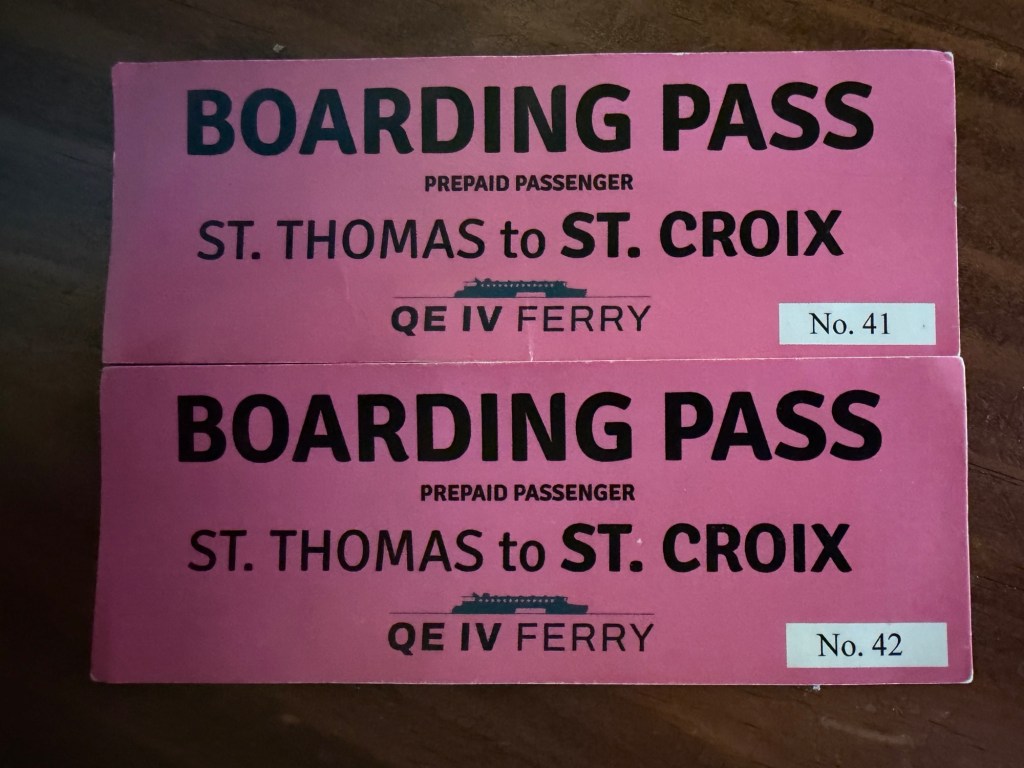 BOARDING PASS
PREPAID PASSENGER
ST. THOMAS to ST. CROIX
QE IV FERRY
No. 41
BOARDING PASS
PREPAID PASSENGER
ST. THOMAS to ST. CROIX
QE IV FERRY
No. 42